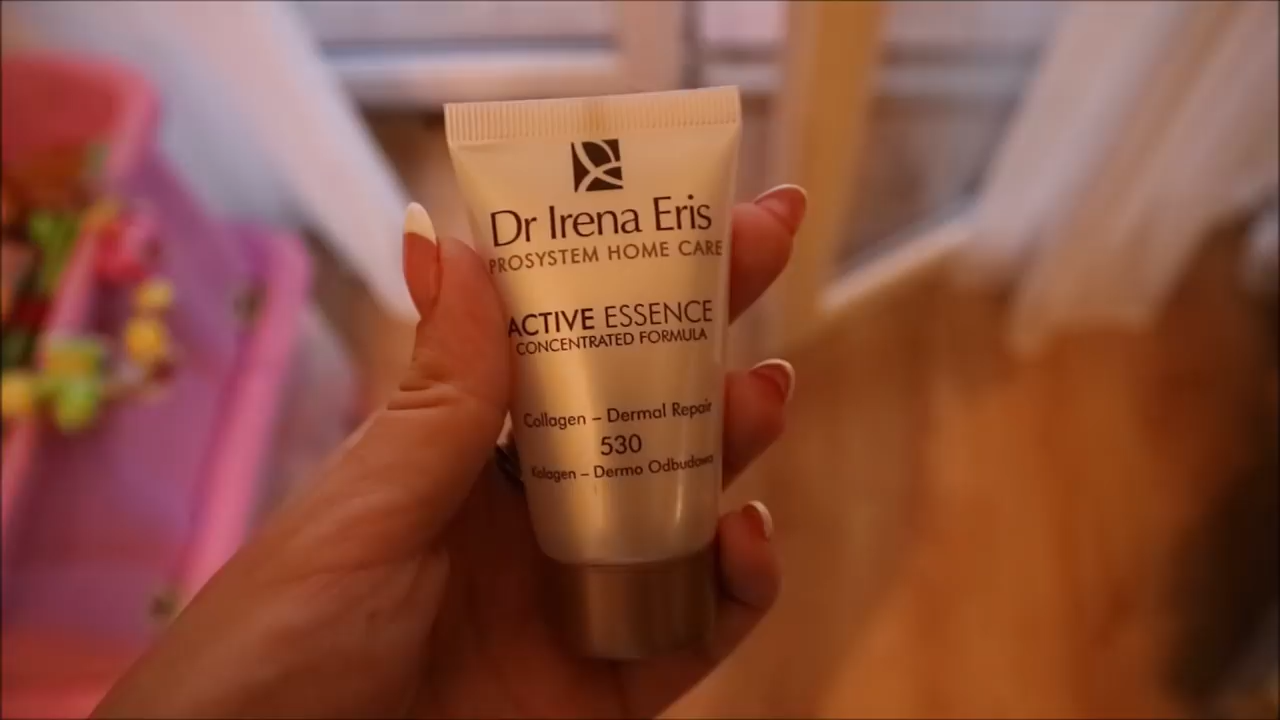 Dr Irena Eris
PROSYSTEM HOME CARE
ACTIVE ESSENCE
CONCENTRATED FORMULA
Collagen – Dermal Repair
530
Kolagen – Dermo Odbudowa